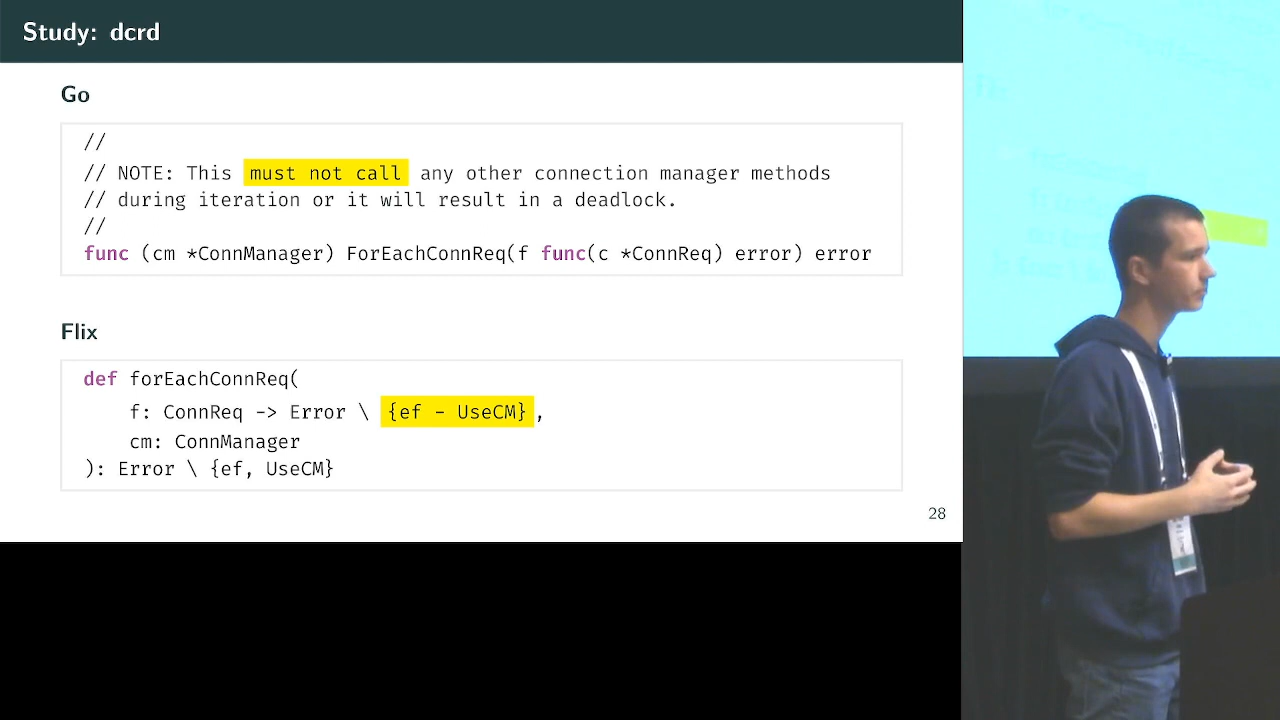 Study: dcrd
Go
//
// NOTE: This must not call any other connection manager methods
// during iteration or it will result in a deadlock.
//
func (cm *ConnManager) ForEachConnReq(f func(c *ConnReq) error) error
Flix
def forEachConnReq(
f: ConnReq -> Error \ {ef - UseCM},
cm: ConnManager
): Error \ {ef, UseCM}
28